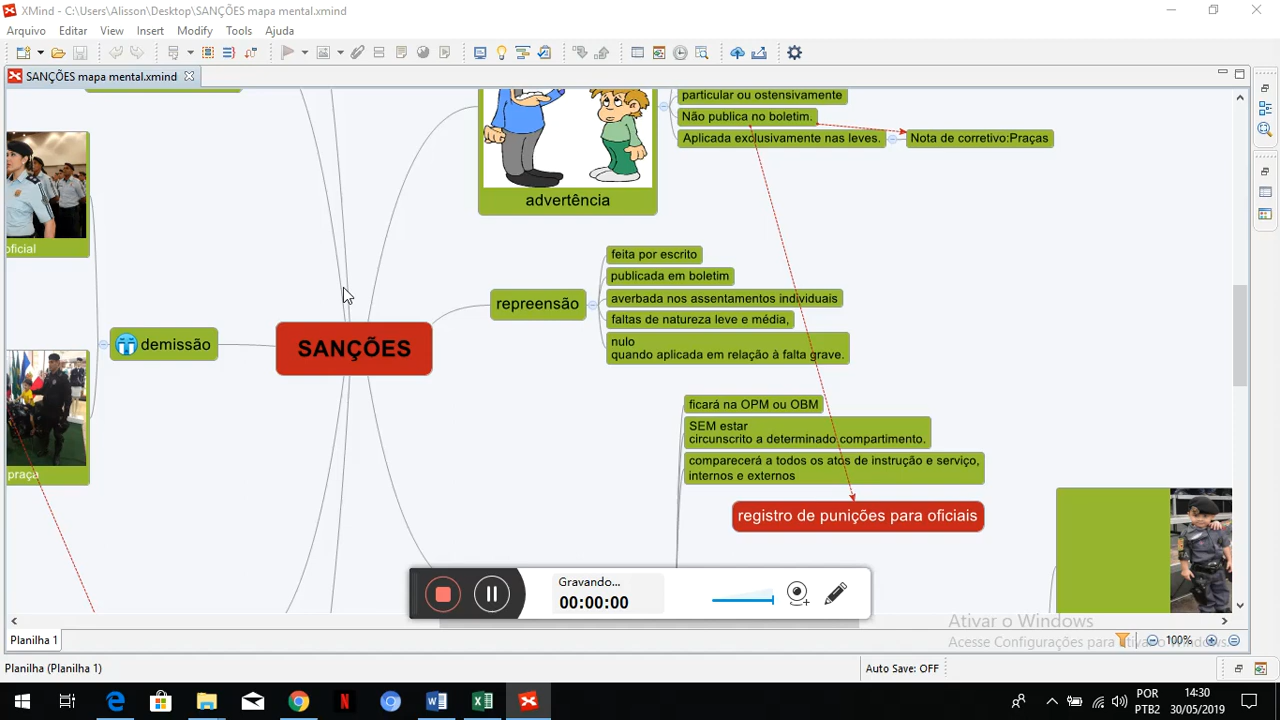 XMind - C:\Users\Alisson\Desktop\SANÇÕES mapa mental.xmind
Arquivo Editar View Insert Modify Tools Ajuda
SANÇÕES mapa mental.xmind
particular ou ostensivamente
Não publica no boletim.
Aplicada exclusivamente nas leves.
Nota de corretivo:Praças
advertência
oficial
feita por escrito
publicada em boletim
repreensão
averbada nos assentamentos individuais
faltas de natureza leve e média,
nulo
quando aplicada em relação à falta grave.
demissão
SANÇÕES
ficará na OPM ou OBM
SEM estar
circunscrito a determinado compartimento.
comparecerá a todos os atos de instrução e serviço,
internos e externos
praça
registro de punições para oficiais
Gravando...
00:00:00
Ativar o Windows
Acesse Configurações para Ativar o Windows.
Planilha 1
100%
Planilha (Planilha 1)
Auto Save: OFF
POR
PTB2
14:30
30/05/2019